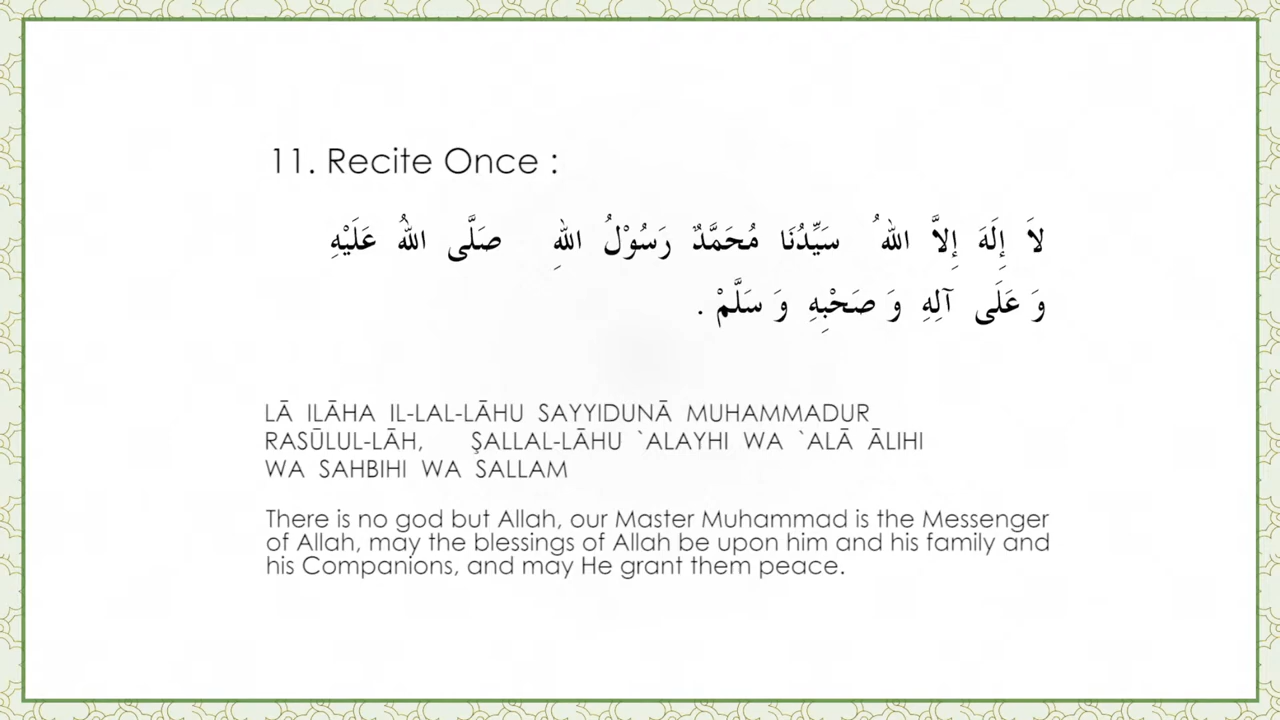 11. Recite Once :
لاَ إِلَهَ إِلاَّ اللهُ سَيِّدُنَا مُحَمَّدٌ رَسُوْلُ اللهِ صَلَّى اللهُ عَلَيْهِ
وَ عَلَى آلِهِ وَ صَحْبِهِ وَ سَلَّمْ .
LĀ ILĀHA IL-LAL-LĀHU SAYYIDUNĀ MUHAMMADUR
RASŪLUL-LĀH, ŞALLAL-LĀHU `ALAYHI WA `ALĀ ĀLIHI
WA SAHBIHI WA SALLAM
There is no god but Allah, our Master Muhammad is the Messenger
of Allah, may the blessings of Allah be upon him and his family and
his Companions, and may He grant them peace.